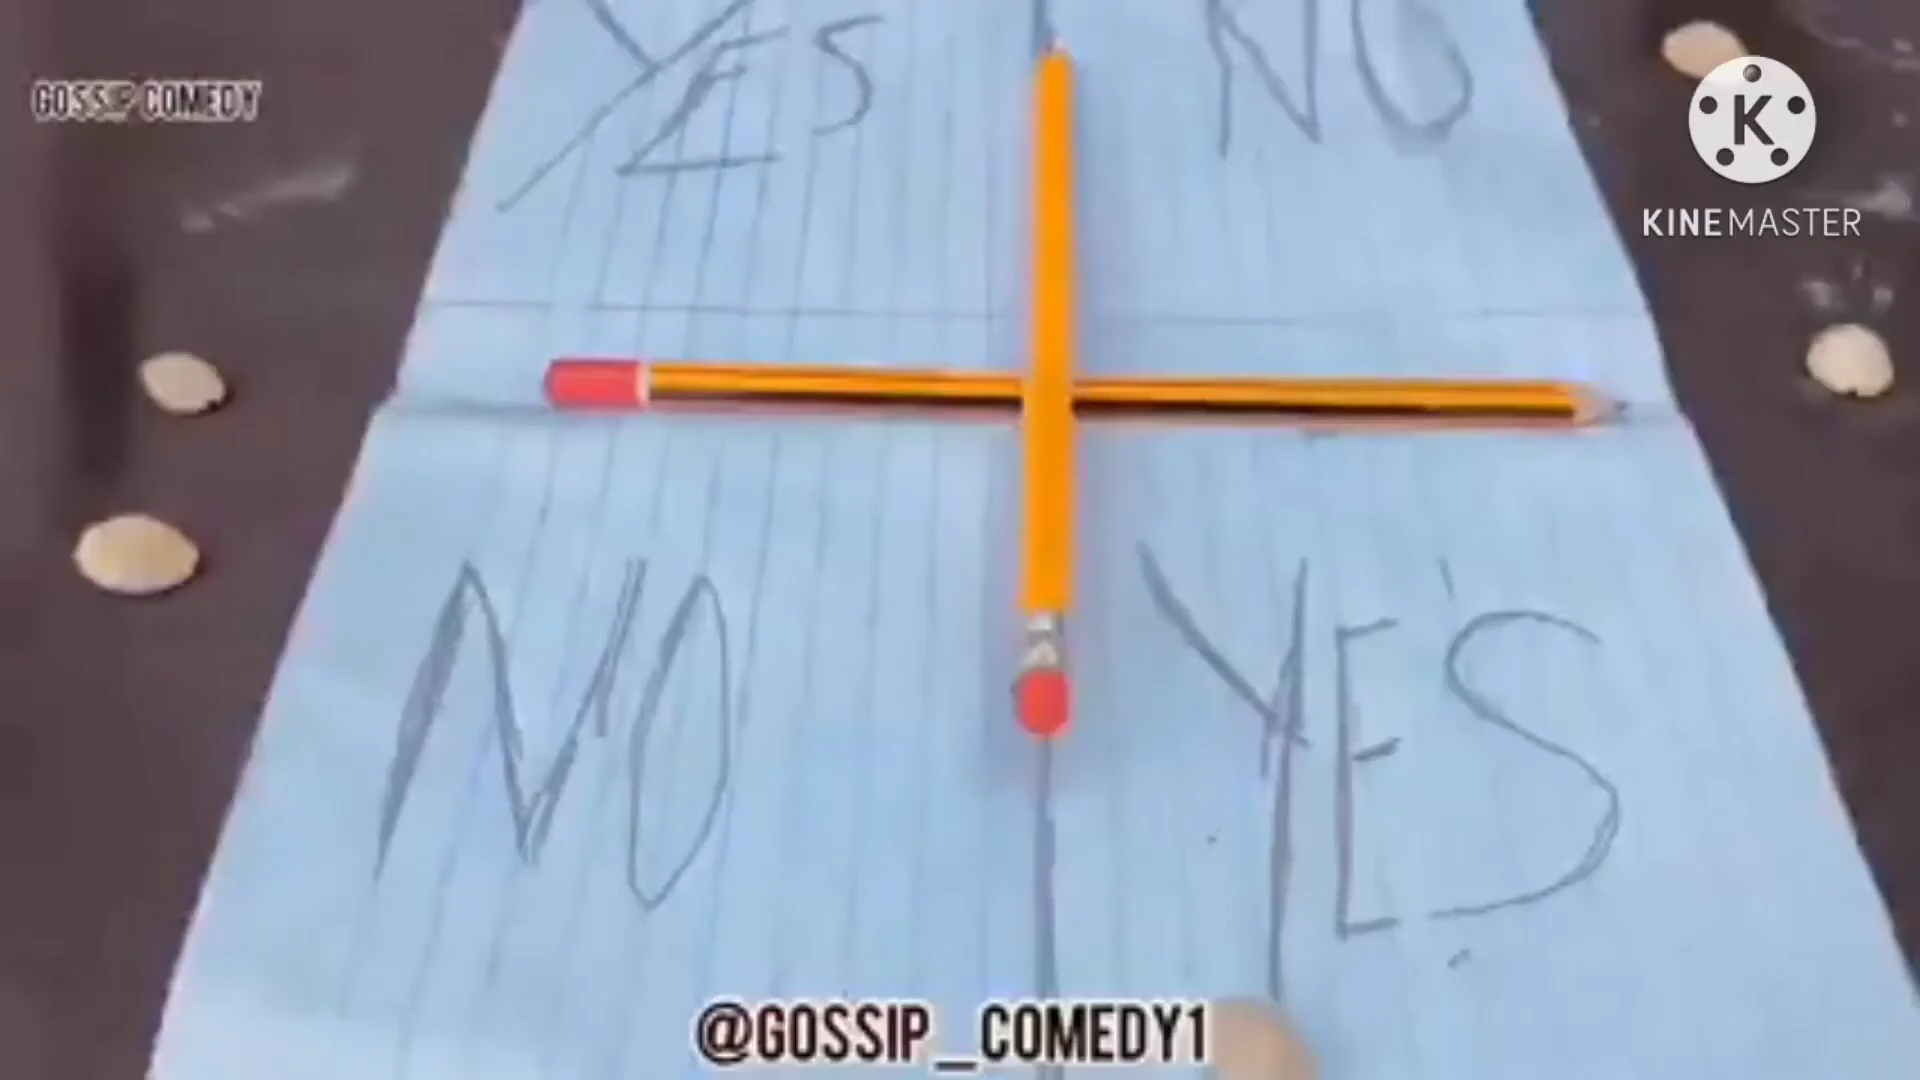 YES NO
GOSSIP COMEDY
K
KINEMASTER
NO YES
@GOSSIP_COMEDY1